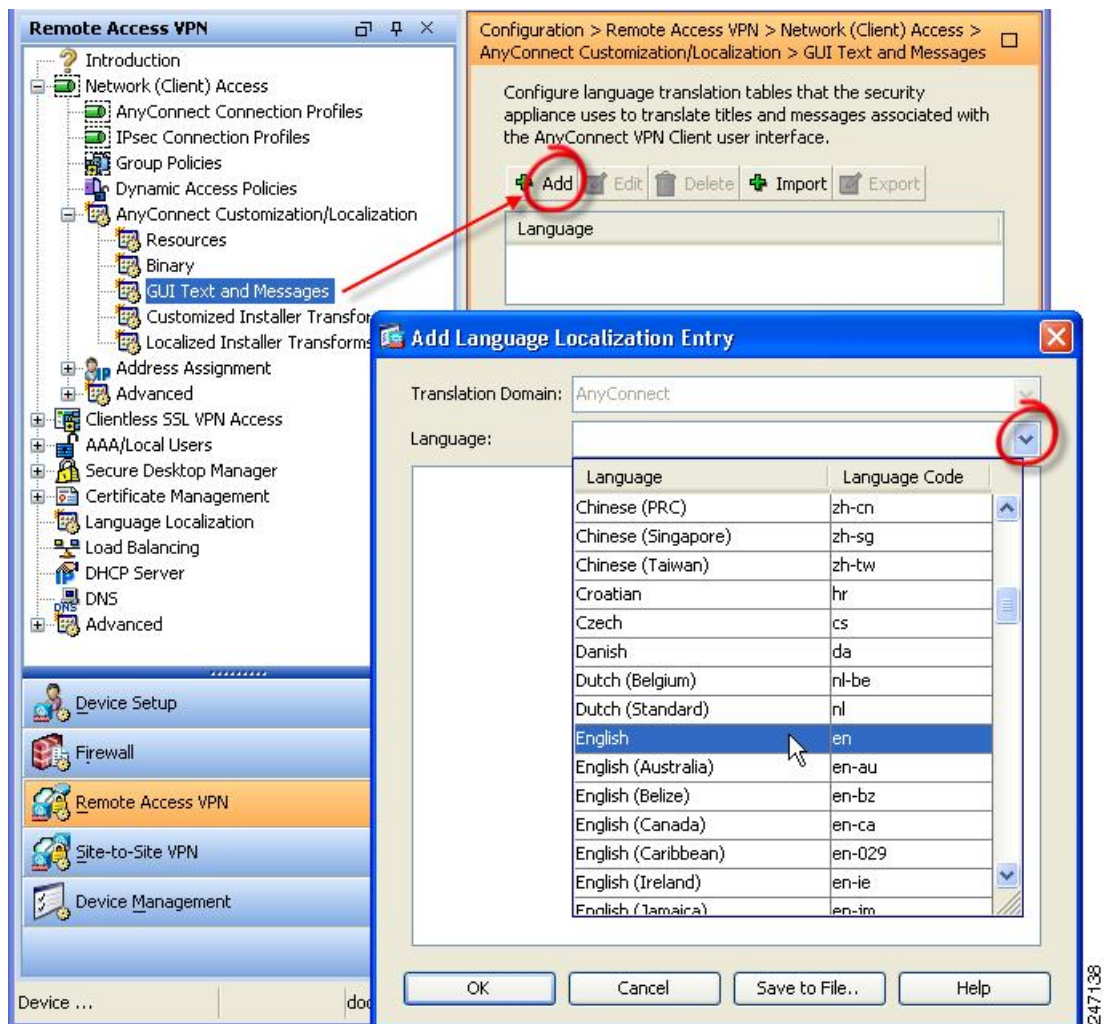 Remote Access VPN
Introduction
Network (Client) Access
AnyConnect Connection Profiles
IPsec Connection Profiles
Group Policies
Dynamic Access Policies
AnyConnect Customization/Localization
Resources
Binary
GUI Text and Messages
Customized Installer Transfor
Localized Installer Transforms
Address Assignment
Advanced
Clientless SSL VPN Access
AAA/Local Users
Secure Desktop Manager
Certificate Management
Language Localization
Load Balancing
DHCP Server
DNS
Advanced
Device Setup
Firewall
Remote Access VPN
Site-to-Site VPN
Device Management
Device ...
doc
Configuration > Remote Access VPN > Network (Client) Access >
AnyConnect Customization/Localization > GUI Text and Messages
Configure language translation tables that the security
appliance uses to translate titles and messages associated with
the AnyConnect VPN Client user interface.
Add Edit Delete Import Export
Language
Add Language Localization Entry
Translation Domain: AnyConnect
Language:
Language Language Code
Chinese (PRC) zh-cn
Chinese (Singapore) zh-sg
Chinese (Taiwan) zh-tw
Croatian hr
Czech cs
Danish da
Dutch (Belgium) nl-be
Dutch (Standard) nl
English en
English (Australia) en-au
English (Belize) en-bz
English (Canada) en-ca
English (Caribbean) en-029
English (Ireland) en-ie
English (Jamaica) en-jm
OK Cancel Save to File.. Help
247138